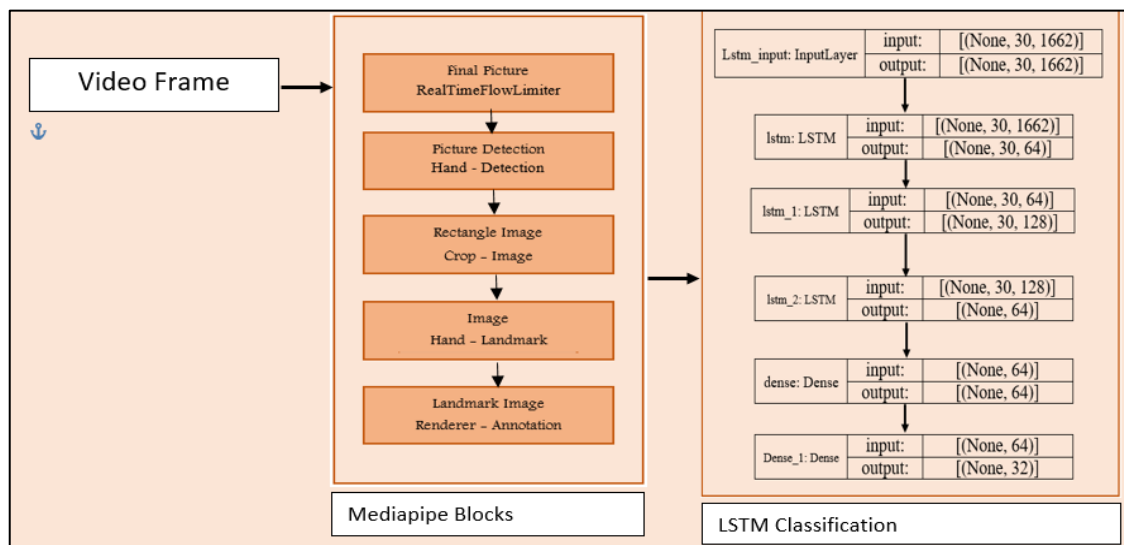 Video Frame
Final Picture
RealTimeFlowLimiter
Picture Detection
Hand - Detection
Rectangle Image
Crop – Image
Image
Hand – Landmark
Landmark Image
Renderer – Annotation
Mediapipe Blocks
Lstm_input: InputLayer
input: [(None, 30, 1662)]
output: [(None, 30, 1662)]
lstm: LSTM
input: [(None, 30, 1662)]
output: [(None, 30, 64)]
lstm_1: LSTM
input: [(None, 30, 64)]
output: [(None, 30, 128)]
lstm_2: LSTM
input: [(None, 30, 128)]
output: [(None, 64)]
dense: Dense
input: [(None, 64)]
output: [(None, 64)]
Dense_1: Dense
input: [(None, 64)]
output: [(None, 32)]
LSTM Classification